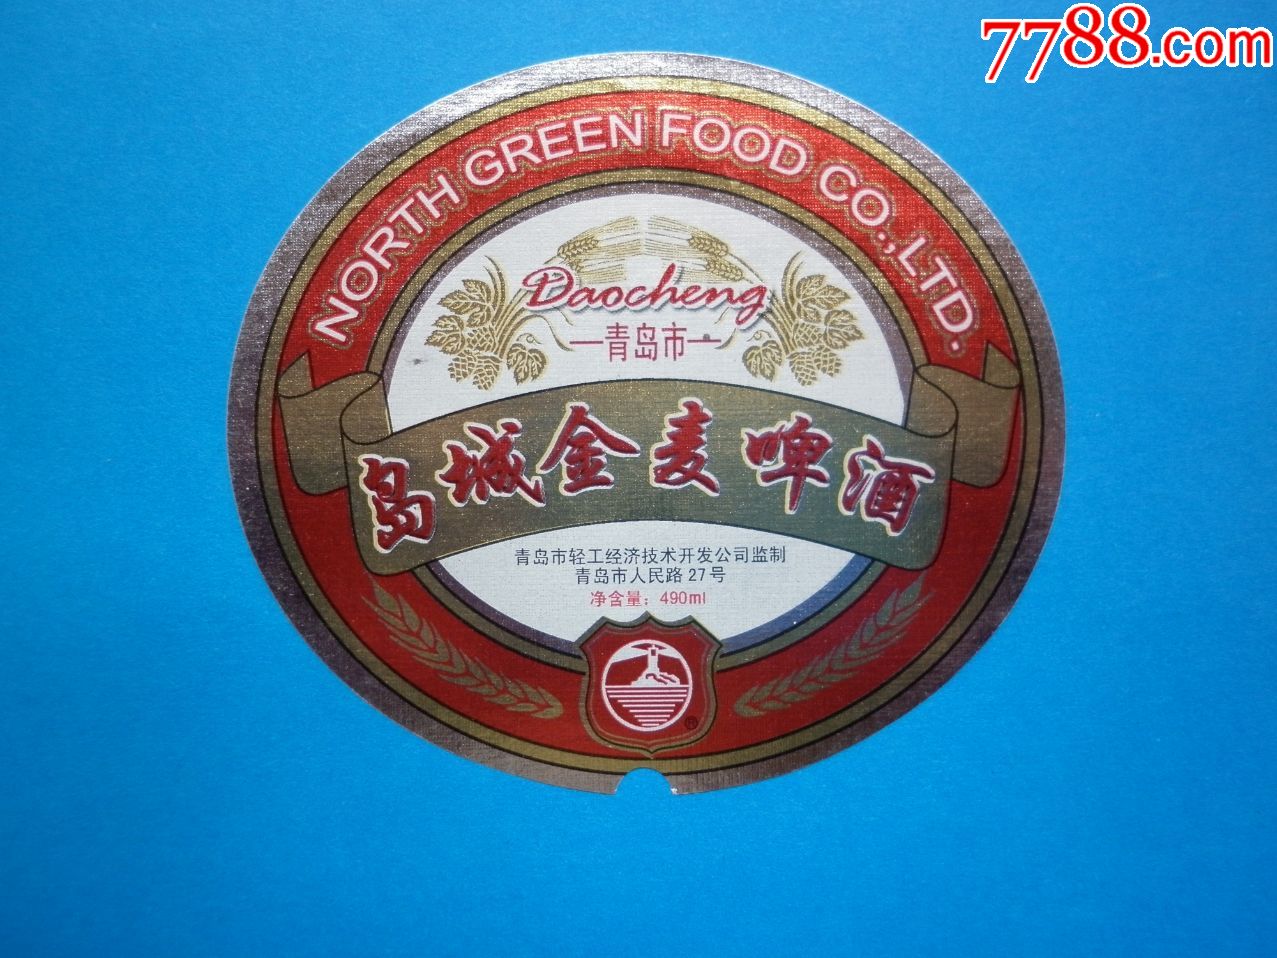 7788.com
NORTH GREEN FOOD CO.,LTD.
Daocheng
青岛市
岛城金麦啤酒
青岛市轻工经济技术开发公司监制
青岛市人民路27号
净含量：490ml
®